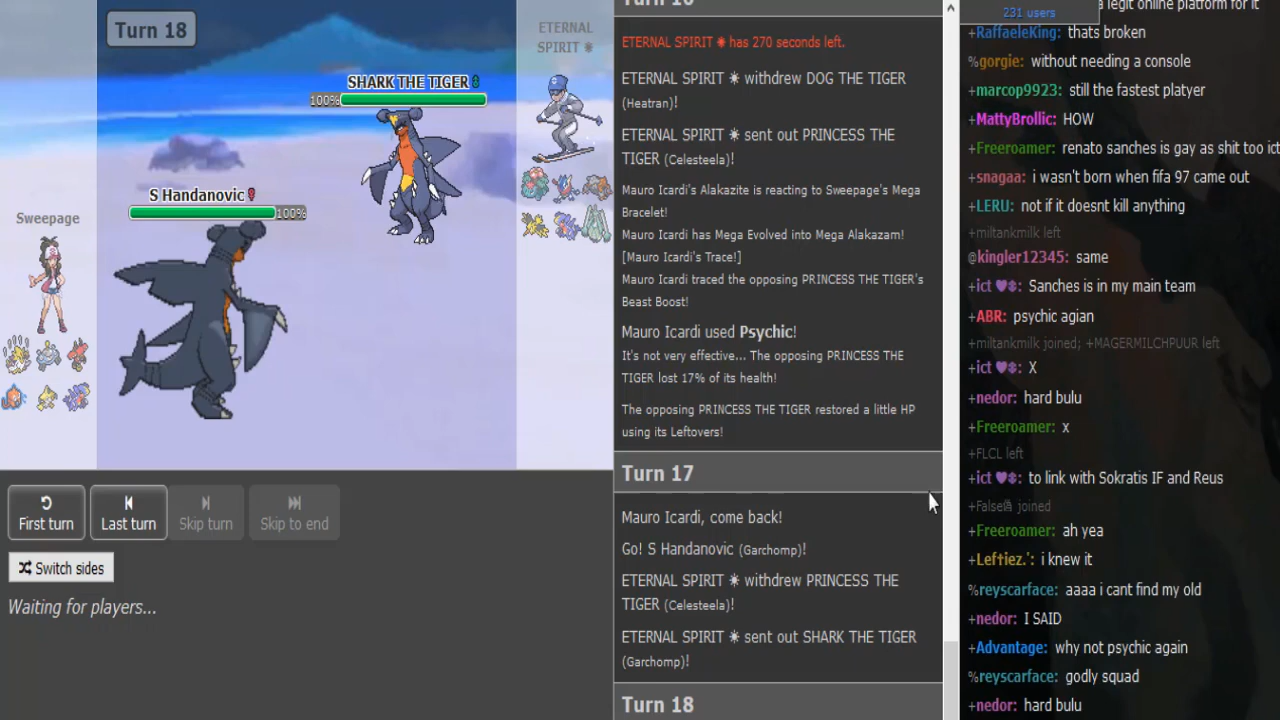 Turn 18
SHARK THE TIGER
100%
S Handanovic
100%
Sweepage
ETERNAL
SPIRIT ☀
First turn
Last turn
Skip turn
Skip to end
Switch sides
Waiting for players...
ETERNAL SPIRIT ☀ has 270 seconds left.
ETERNAL SPIRIT ☀ withdrew DOG THE TIGER
(Heatran)!
ETERNAL SPIRIT ☀ sent out PRINCESS THE
TIGER (Celesteela)!
Mauro Icardi's Alakazite is reacting to Sweepage's Mega
Bracelet!
Mauro Icardi has Mega Evolved into Mega Alakazam!
[Mauro Icardi's Trace!]
Mauro Icardi traced the opposing PRINCESS THE TIGER's
Beast Boost!
Mauro Icardi used Psychic!
It's not very effective... The opposing PRINCESS THE
TIGER lost 17% of its health!
The opposing PRINCESS THE TIGER restored a little HP
using its Leftovers!
Turn 17
Mauro Icardi, come back!
Go! S Handanovic (Garchomp)!
ETERNAL SPIRIT ☀ withdrew PRINCESS THE
TIGER (Celesteela)!
ETERNAL SPIRIT ☀ sent out SHARK THE TIGER
(Garchomp)!
Turn 18
a legit online platform for it
231 users
+RaffaeleKing: thats broken
%gorgie: without needing a console
+marcop9923: still the fastest platyer
+MattyBrollic: HOW
+Freeroamer: renato sanches is gay as shit too ict
+snagaa: i wasn't born when fifa 97 came out
+LERU: not if it doesnt kill anything
+miltankmilk left
@kingler12345: same
+ict: Sanches is in my main team
+ABR: psychic agian
+miltankmilk joined; +MAGERMILCHPUUR left
+ict: X
+nedor: hard bulu
+Freeroamer: x
+FLCL left
+ict: to link with Sokratis IF and Reus
joined
+Freeroamer: ah yea
+Leftiez.': i knew it
%reyscarface: aaaa i cant find my old
+nedor: I SAID
+Advantage: why not psychic again
%reyscarface: godly squad
+nedor: hard bulu